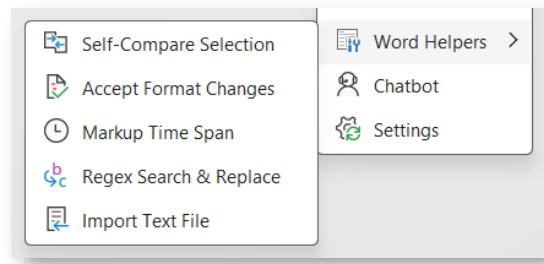 Self-Compare Selection
Accept Format Changes
Markup Time Span
Regex Search & Replace
Import Text File
Word Helpers
Chatbot
Settings